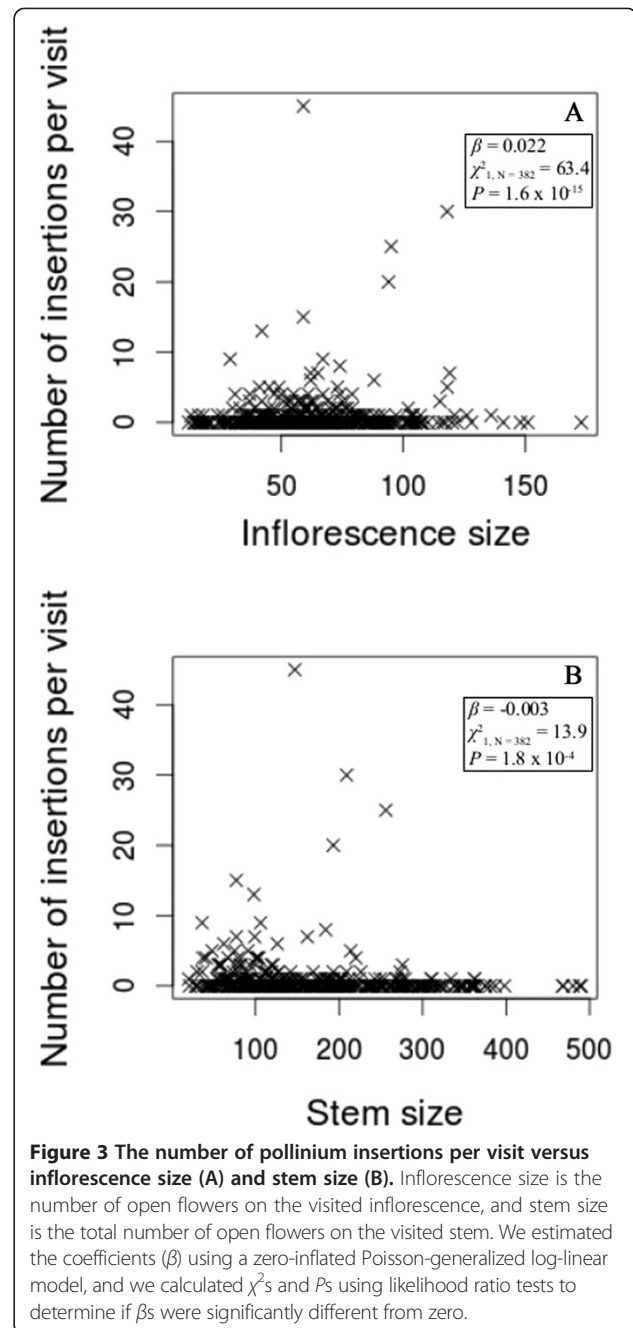 Number of insertions per visit
A
β = 0.022
χ²₁, N = 382 = 63.4
P = 1.6 x 10⁻¹⁵
40
30
20
10
0
50 100 150
Inflorescence size
Number of insertions per visit
B
β = -0.003
χ²₁, N = 382 = 13.9
P = 1.8 x 10⁻⁴
40
30
20
10
0
100 200 300 400 500
Stem size
Figure 3 The number of pollinium insertions per visit versus
inflorescence size (A) and stem size (B). Inflorescence size is the
number of open flowers on the visited inflorescence, and stem size
is the total number of open flowers on the visited stem. We estimated
the coefficients (β) using a zero-inflated Poisson-generalized log-linear
model, and we calculated χ²s and Ps using likelihood ratio tests to
determine if βs were significantly different from zero.